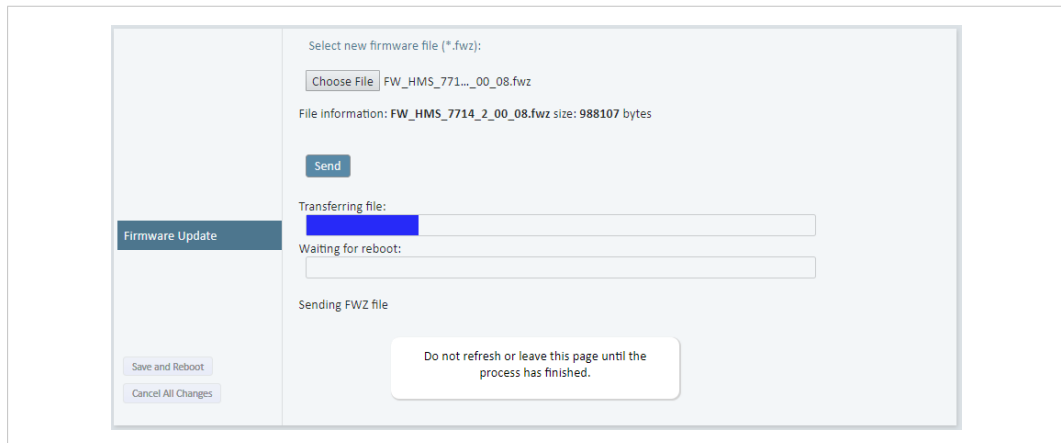 Select new firmware file (*.fwz):
Choose File FW_HMS_771..._00_08.fwz
File information: FW_HMS_7714_2_00_08.fwz size: 988107 bytes
Send
Transferring file:
Firmware Update
Waiting for reboot:
Sending FWZ file
Do not refresh or leave this page until the
process has finished.
Save and Reboot
Cancel All Changes